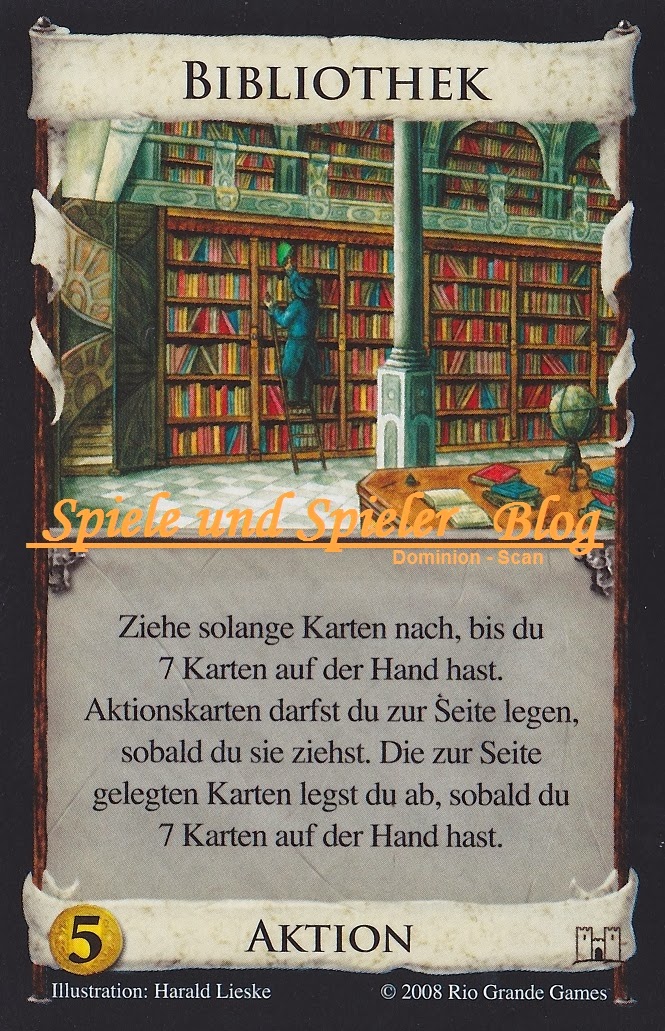 BIBLIOTHEK
Spiele und Spieler Blog
Dominion - Scan
Ziehe solange Karten nach, bis du
7 Karten auf der Hand hast.
Aktionskarten darfst du zur Seite legen,
sobald du sie ziehst. Die zur Seite
gelegten Karten legst du ab, sobald du
7 Karten auf der Hand hast.
5 AKTION
Illustration: Harald Lieske © 2008 Rio Grande Games